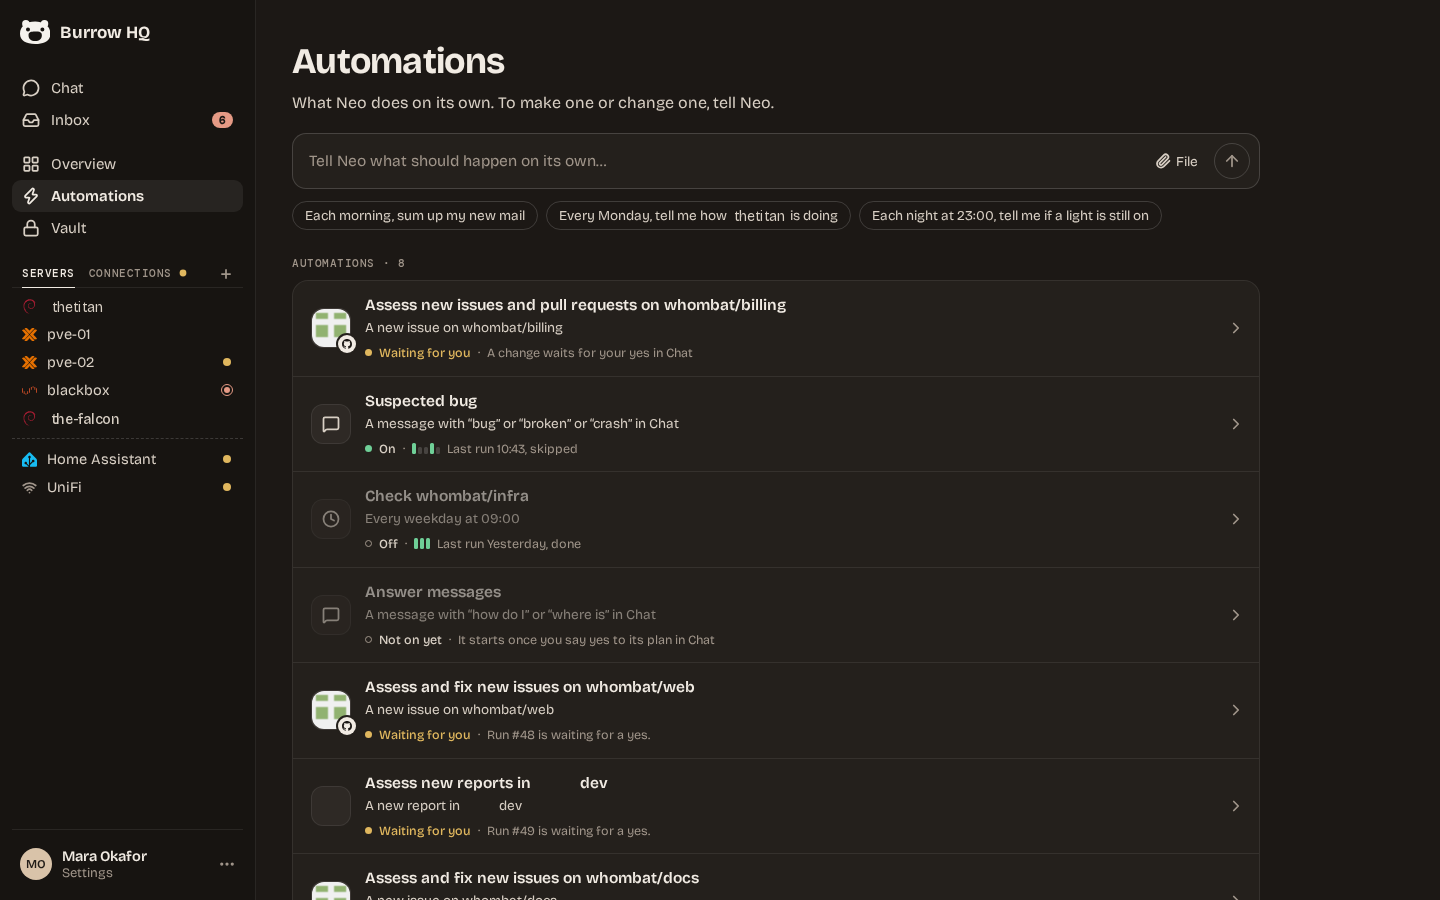 Burrow HQ
Chat
Inbox
6
Overview
Automations
Vault
SERVERS
CONNECTIONS
thetitan
pve-01
pve-02
blackbox
the-falcon
Home Assistant
UniFi
MO
Mara Okafor
Settings
Automations
What Neo does on its own. To make one or change one, tell Neo.
Tell Neo what should happen on its own...
File
Each morning, sum up my new mail
Every Monday, tell me how thetitan is doing
Each night at 23:00, tell me if a light is still on
AUTOMATIONS · 8
Assess new issues and pull requests on whombat/billing
A new issue on whombat/billing
Waiting for you · A change waits for your yes in Chat
Suspected bug
A message with “bug” or “broken” or “crash” in Chat
On · Last run 10:43, skipped
Check whombat/infra
Every weekday at 09:00
Off · Last run Yesterday, done
Answer messages
A message with “how do I” or “where is” in Chat
Not on yet · It starts once you say yes to its plan in Chat
Assess and fix new issues on whombat/web
A new issue on whombat/web
Waiting for you · Run #48 is waiting for a yes.
Assess new reports in dev
A new report in dev
Waiting for you · Run #49 is waiting for a yes.
Assess and fix new issues on whombat/docs
A new issue on whombat/docs